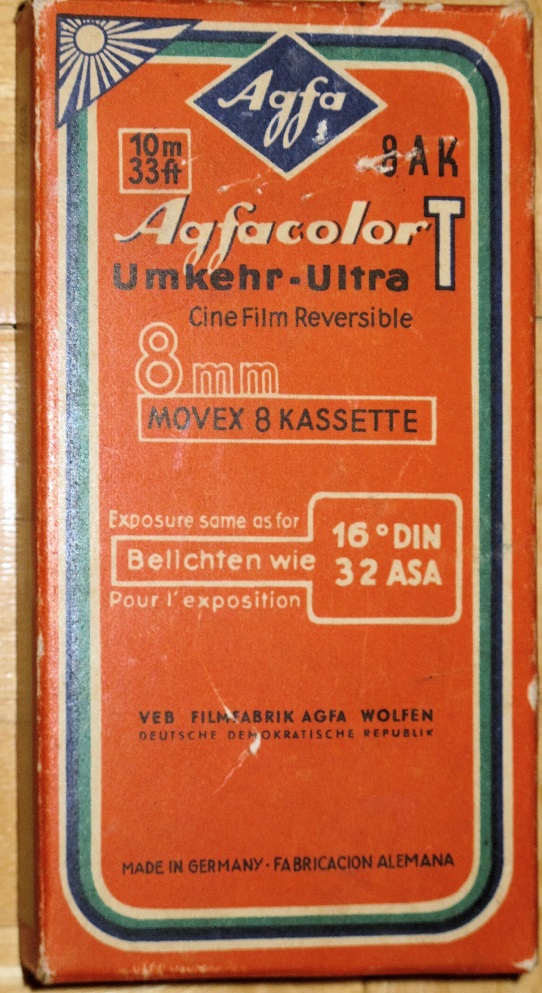 Agfa
10m
33ft
8AK
Agfacolor T
Umkehr-Ultra
Cine Film Reversible
8mm
MOVEX 8 KASSETTE
Exposure same as for
Belichten wie
Pour l'exposition
16° DIN
32 ASA
VEB FILMFABRIK AGFA WOLFEN
DEUTSCHE DEMOKRATISCHE REPUBLIK
MADE IN GERMANY · FABRICACION ALEMANA